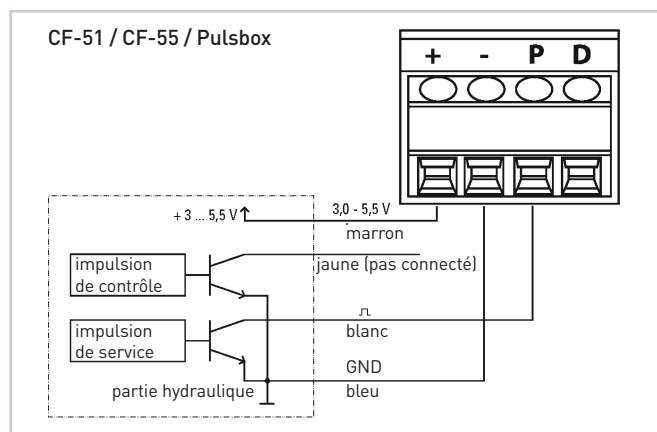 CF-51 / CF-55 / Pulsbox
+ - P D
+ 3 ... 5,5 V
3,0 - 5,5 V
marron
impulsion
de contrôle
jaune (pas connecté)
impulsion
de service
blanc
GND
partie hydraulique
bleu